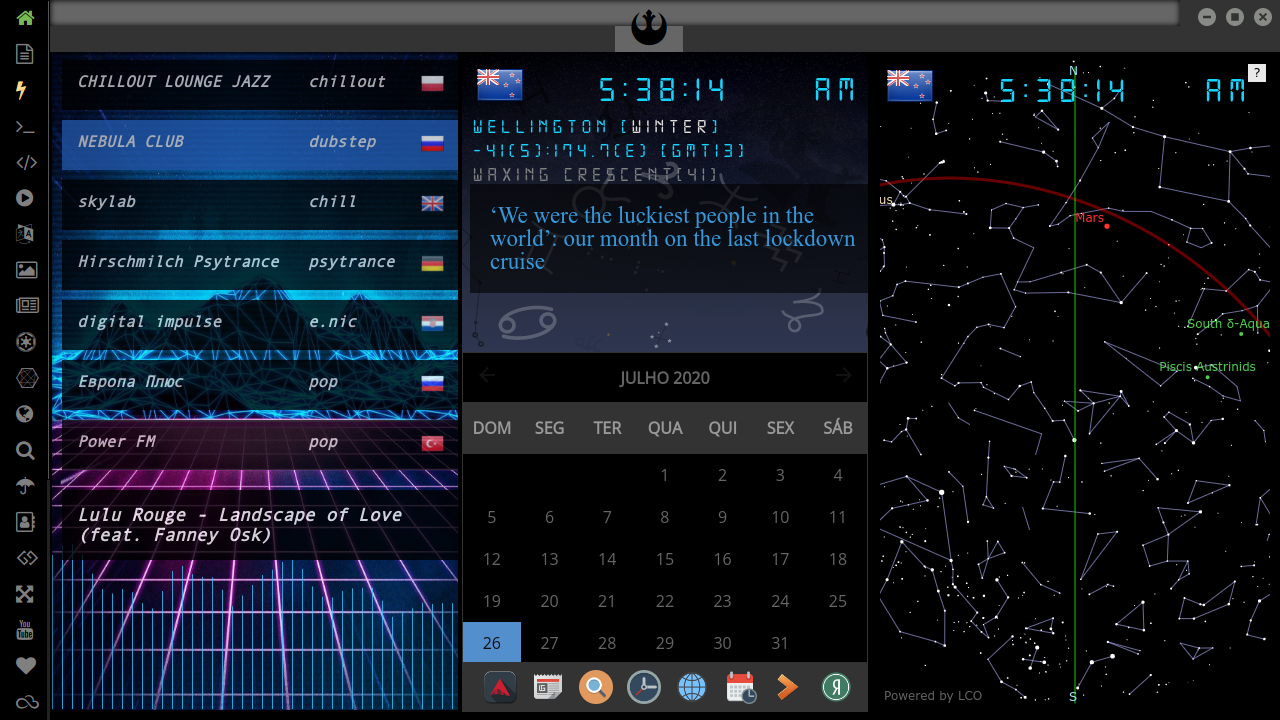 CHILLOUT LOUNGE JAZZ chillout
NEBULA CLUB dubstep
skylab chill
Hirschmilch Psytrance psytrance
digital impulse e.nic
Европа Плюс pop
Power FM pop
Lulu Rouge - Landscape of Love
(feat. Fanney Osk)
5:38:14 AM
WELLINGTON (WINTER)
-41(S):174.7(E) (GMT13)
WAXING CRESCENT(41)
‘We were the luckiest people in the
world’: our month on the last lockdown
cruise
JULHO 2020
DOM SEG TER QUA QUI SEX SÁB
1 2 3 4
5 6 7 8 9 10 11
12 13 14 15 16 17 18
19 20 21 22 23 24 25
26 27 28 29 30 31
N
?
5:38:14 AM
us
Mars
South δ-Aqua
Piscis Austrinids
Powered by LCO
S
You
Tube
Я